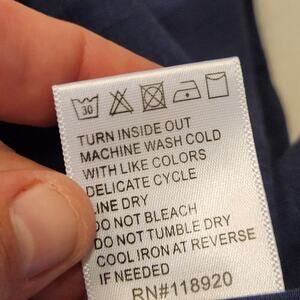 30
TURN INSIDE OUT
MACHINE WASH COLD
WITH LIKE COLORS
DELICATE CYCLE
LINE DRY
DO NOT BLEACH
DO NOT TUMBLE DRY
COOL IRON AT REVERSE
IF NEEDED
RN#118920